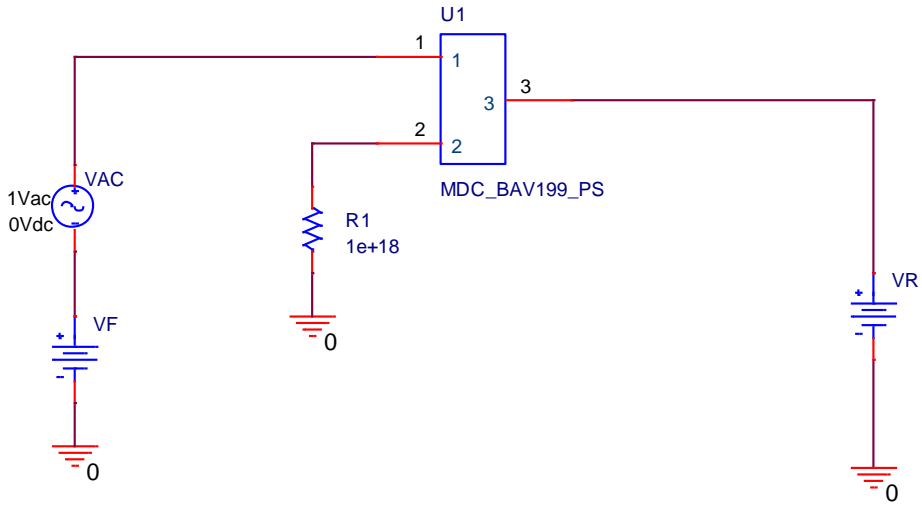 U1
1
1
3
3
2
2
MDC_BAV199_PS
VAC
1Vac
0Vdc
R1
1e+18
VF
VR
0
0
0